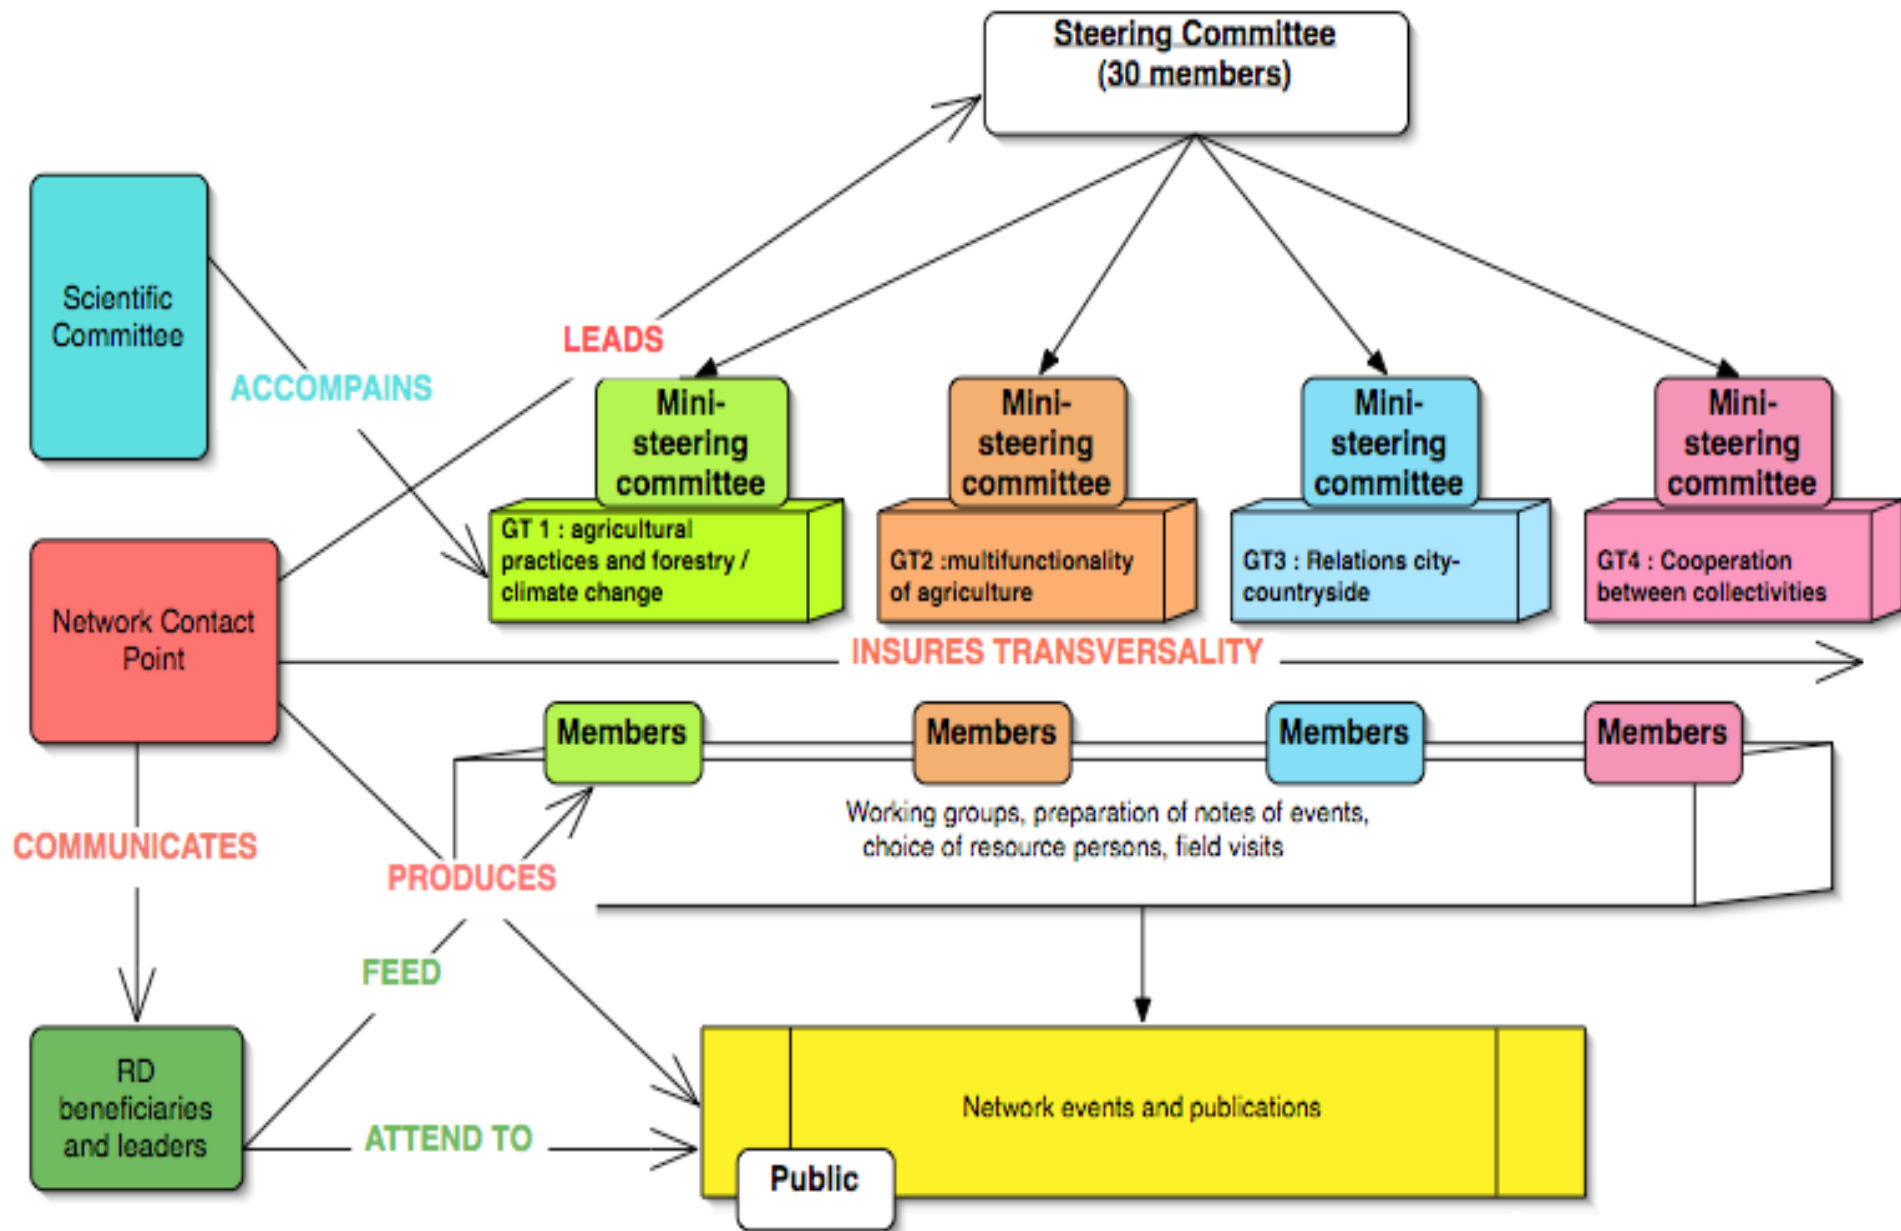 Steering Committee
(30 members)
Scientific
Committee
LEADS
ACCOMPAINS
Mini-
steering
committee
Mini-
steering
committee
Mini-
steering
committee
Mini-
steering
committee
GT 1 : agricultural
practices and forestry /
climate change
GT2 :multifunctionality
of agriculture
GT3 : Relations city-
countryside
GT4 : Cooperation
between collectivities
Network Contact
Point
INSURES TRANSVERSALITY
Members
Members
Members
Members
Working groups, preparation of notes of events,
choice of resource persons, field visits
COMMUNICATES
PRODUCES
FEED
RD
beneficiaries
and leaders
ATTEND TO
Network events and publications
Public